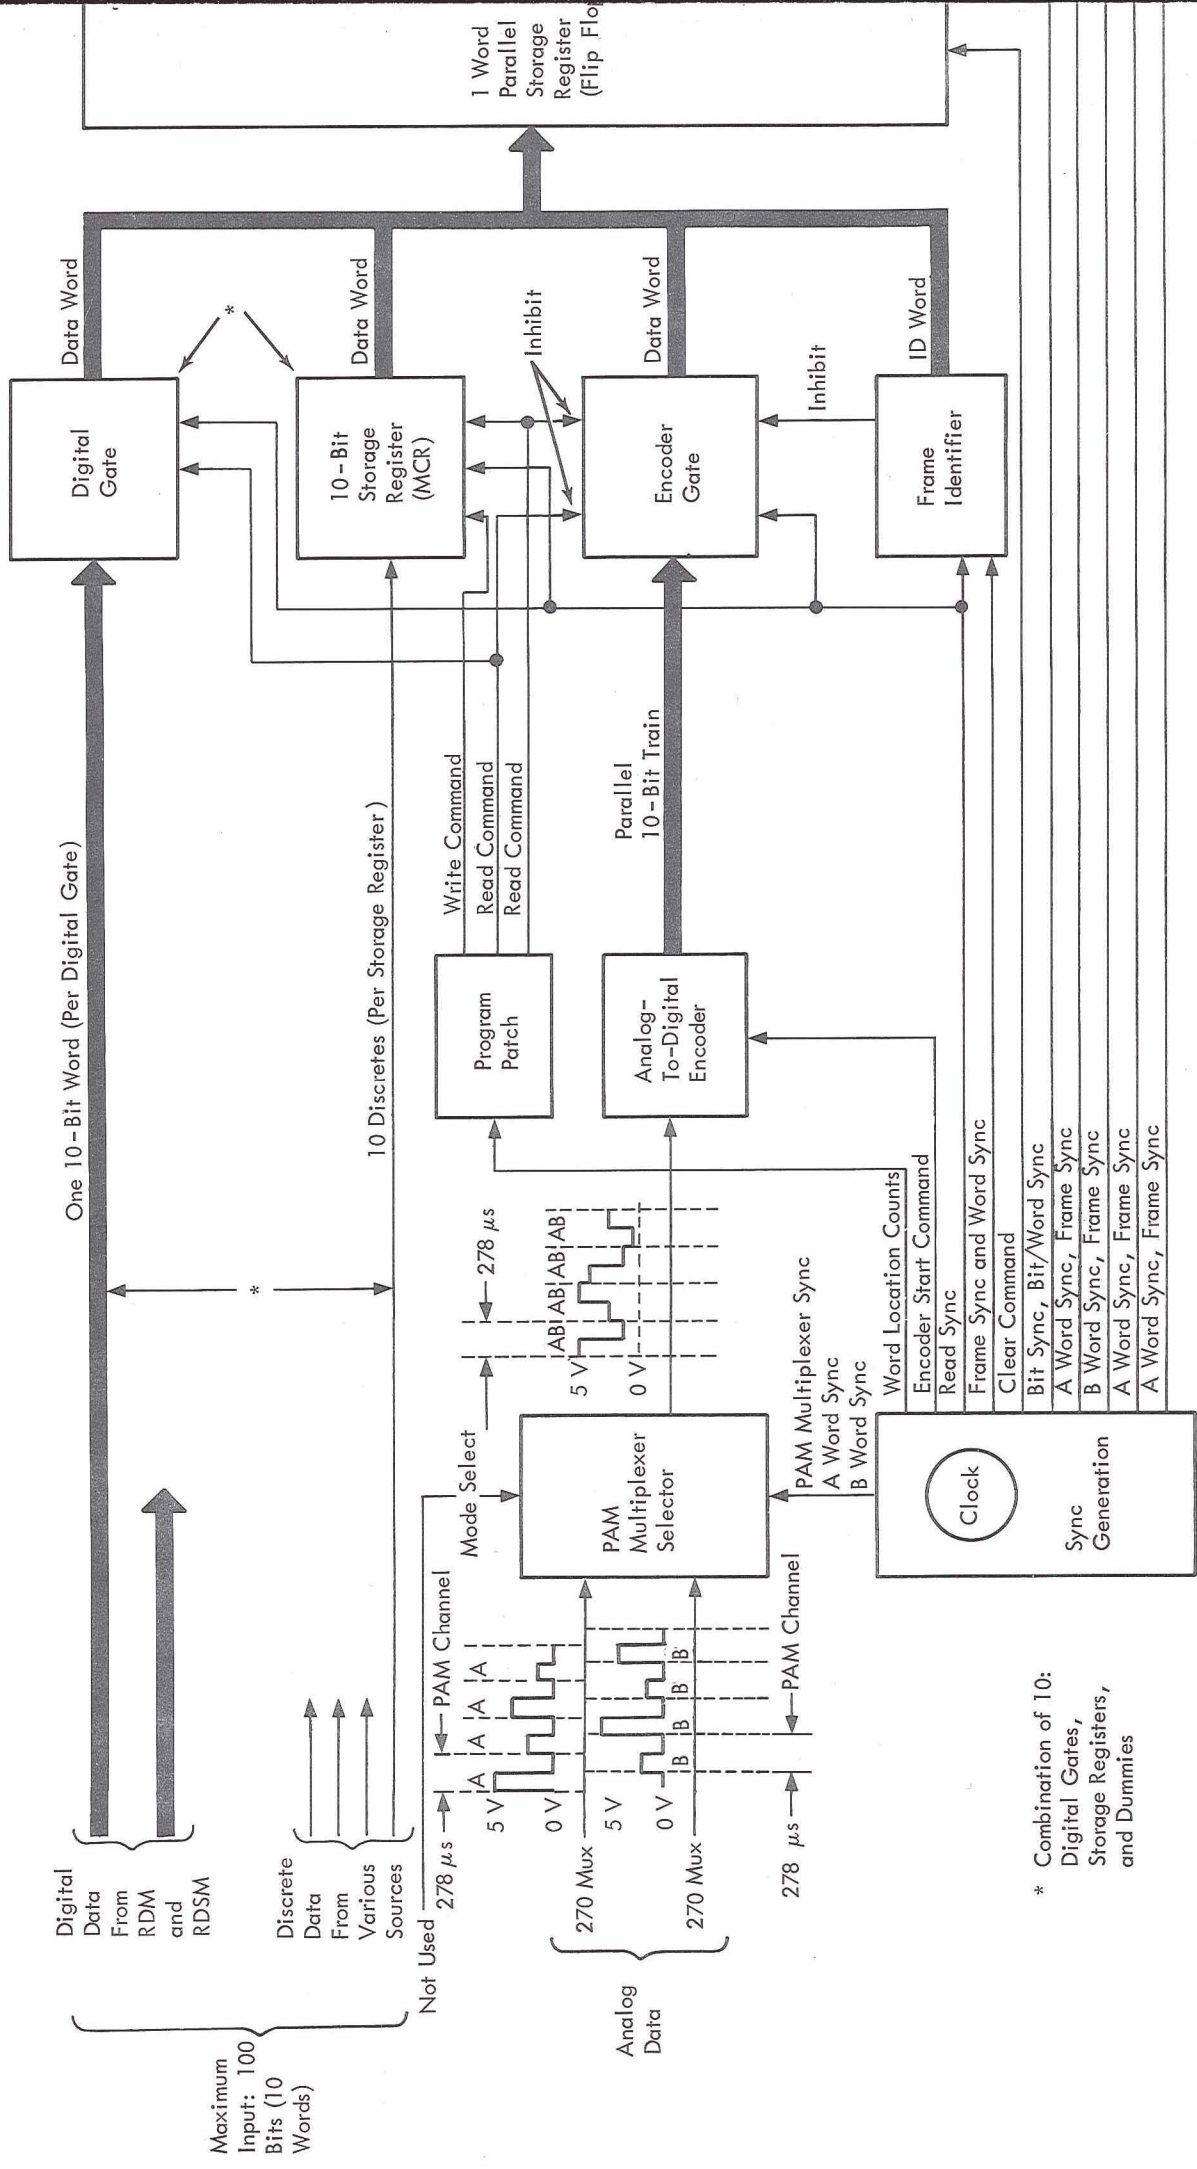 Maximum
Input: 100
Bits (10
Words)
Digital
Data
From
RDM
and
RDSM
Discrete
Data
From
Various
Sources
Not Used
Analog
Data
270 Mux
270 Mux
278 μs
PAM Channel
5 V
0 V
A A A A
5 V
0 V
B B B B
278 μs
PAM Channel
Mode Select
PAM
Multiplexer
Selector
PAM Multiplexer Sync
A Word Sync
B Word Sync
Clock
Sync
Generation
278 μs
AB AB AB AB
5 V
0 V
One 10-Bit Word (Per Digital Gate)
*
10 Discretes (Per Storage Register)
Word Location Counts
Encoder Start Command
Read Sync
Frame Sync and Word Sync
Clear Command
Bit Sync, Bit/Word Sync
A Word Sync, Frame Sync
B Word Sync, Frame Sync
A Word Sync, Frame Sync
A Word Sync, Frame Sync
Program
Patch
Write Command
Read Command
Read Command
Analog-
To-Digital
Encoder
Parallel
10-Bit Train
Digital
Gate
Data Word
*
10-Bit
Storage
Register
(MCR)
Data Word
Inhibit
Encoder
Gate
Data Word
Inhibit
Frame
Identifier
ID Word
1 Word
Parallel
Storage
Register
(Flip Flo
* Combination of 10:
Digital Gates,
Storage Registers,
and Dummies